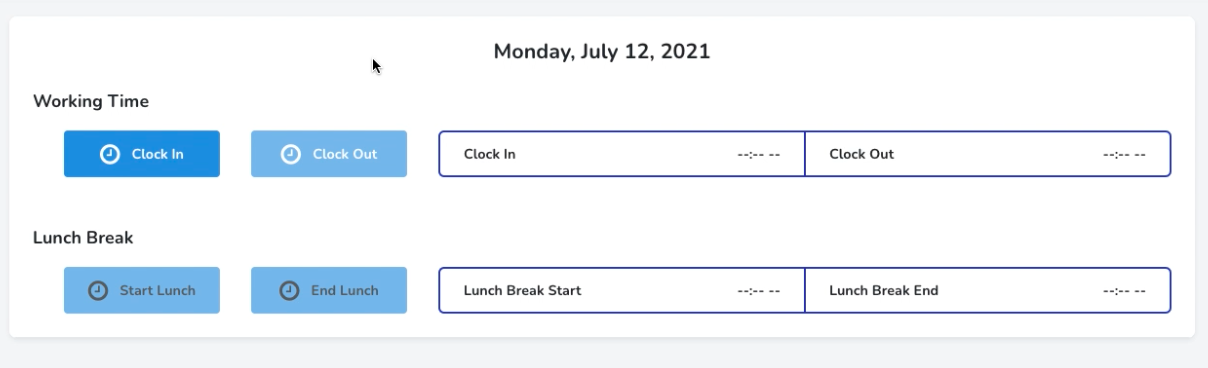 Monday, July 12, 2021
Working Time
Clock In Clock Out Clock In --:-- -- Clock Out --:-- --
Lunch Break
Start Lunch End Lunch Lunch Break Start --:-- -- Lunch Break End --:-- --